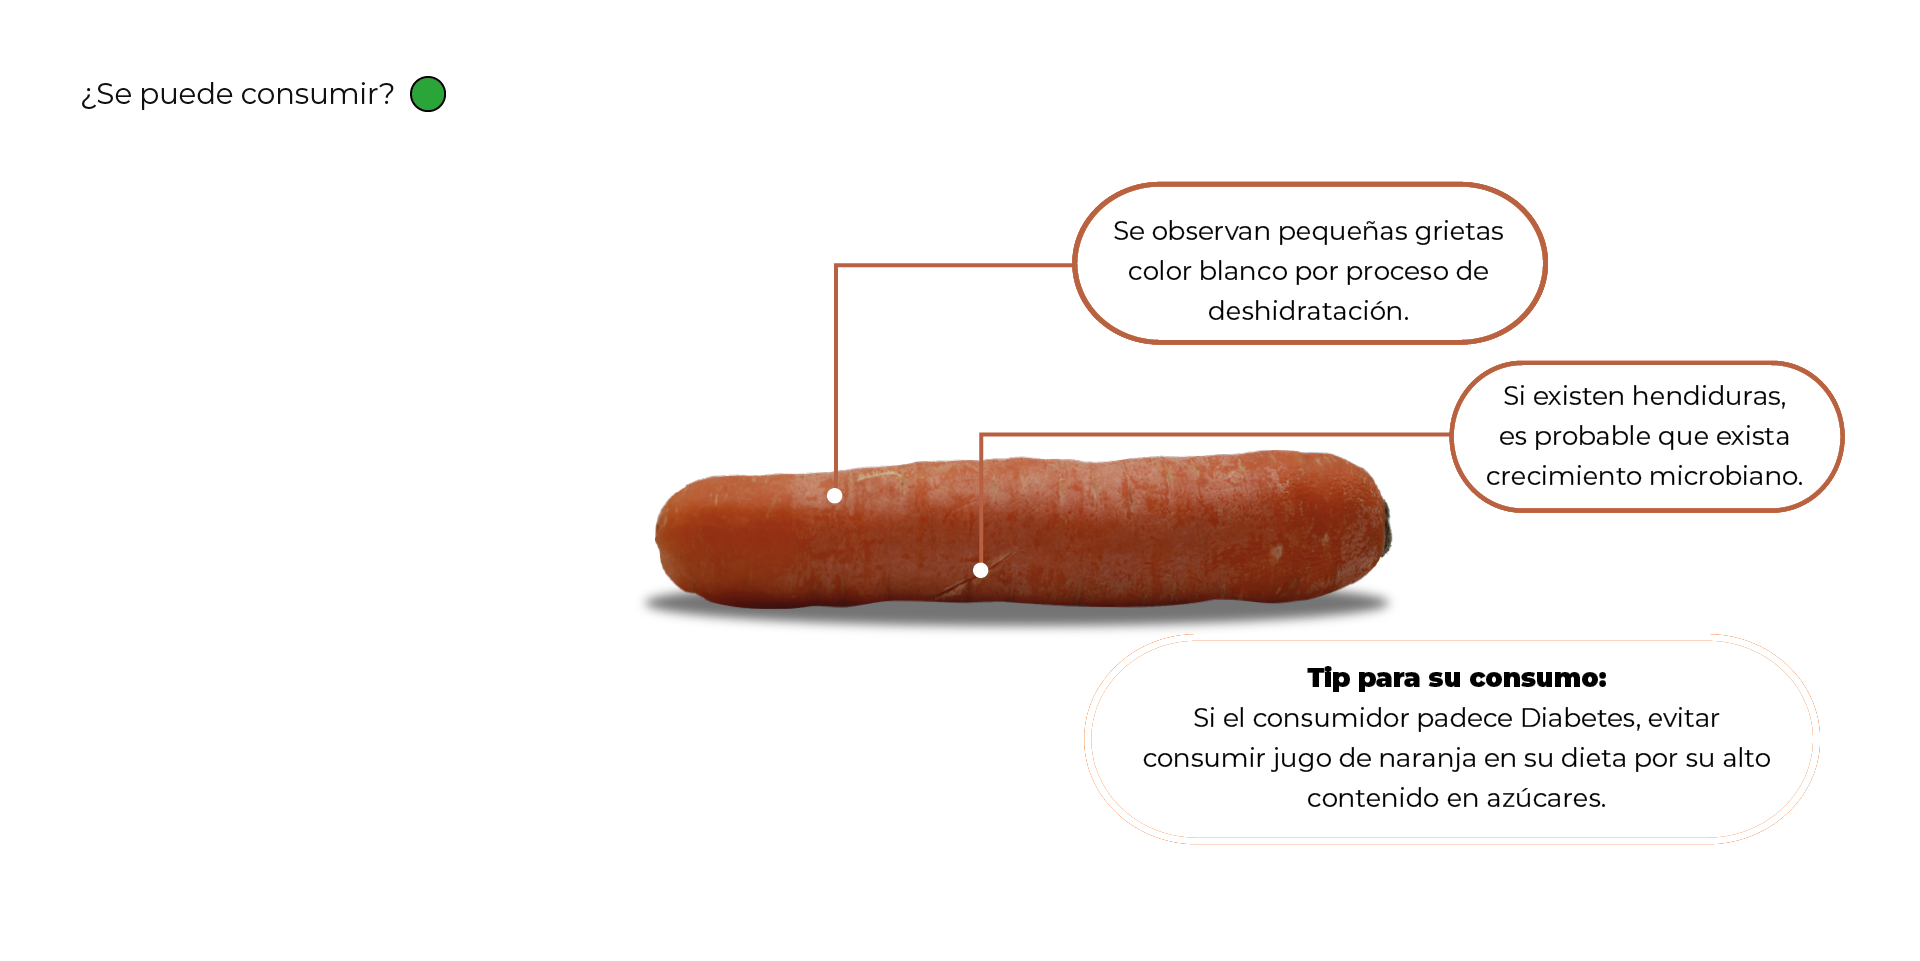 ¿Se puede consumir?
Se observan pequeñas grietas
color blanco por proceso de
deshidratación.
Si existen hendiduras,
es probable que exista
crecimiento microbiano.
Tip para su consumo:
Si el consumidor padece Diabetes, evitar
consumir jugo de naranja en su dieta por su alto
contenido en azúcares.